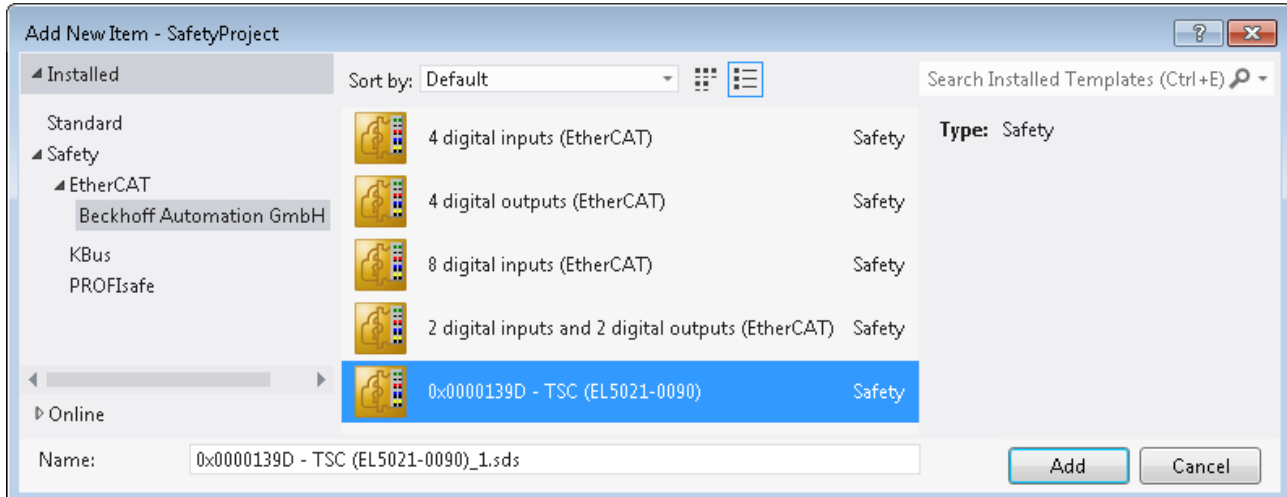 Add New Item - SafetyProject
Installed
Sort by: Default
Search Installed Templates (Ctrl+E)
Standard
Safety
EtherCAT
Beckhoff Automation GmbH
KBus
PROFIsafe
Online
4 digital inputs (EtherCAT) Safety
4 digital outputs (EtherCAT) Safety
8 digital inputs (EtherCAT) Safety
2 digital inputs and 2 digital outputs (EtherCAT) Safety
0x0000139D - TSC (EL5021-0090) Safety
Type: Safety
Name: 0x0000139D - TSC (EL5021-0090)_1.sds
Add Cancel